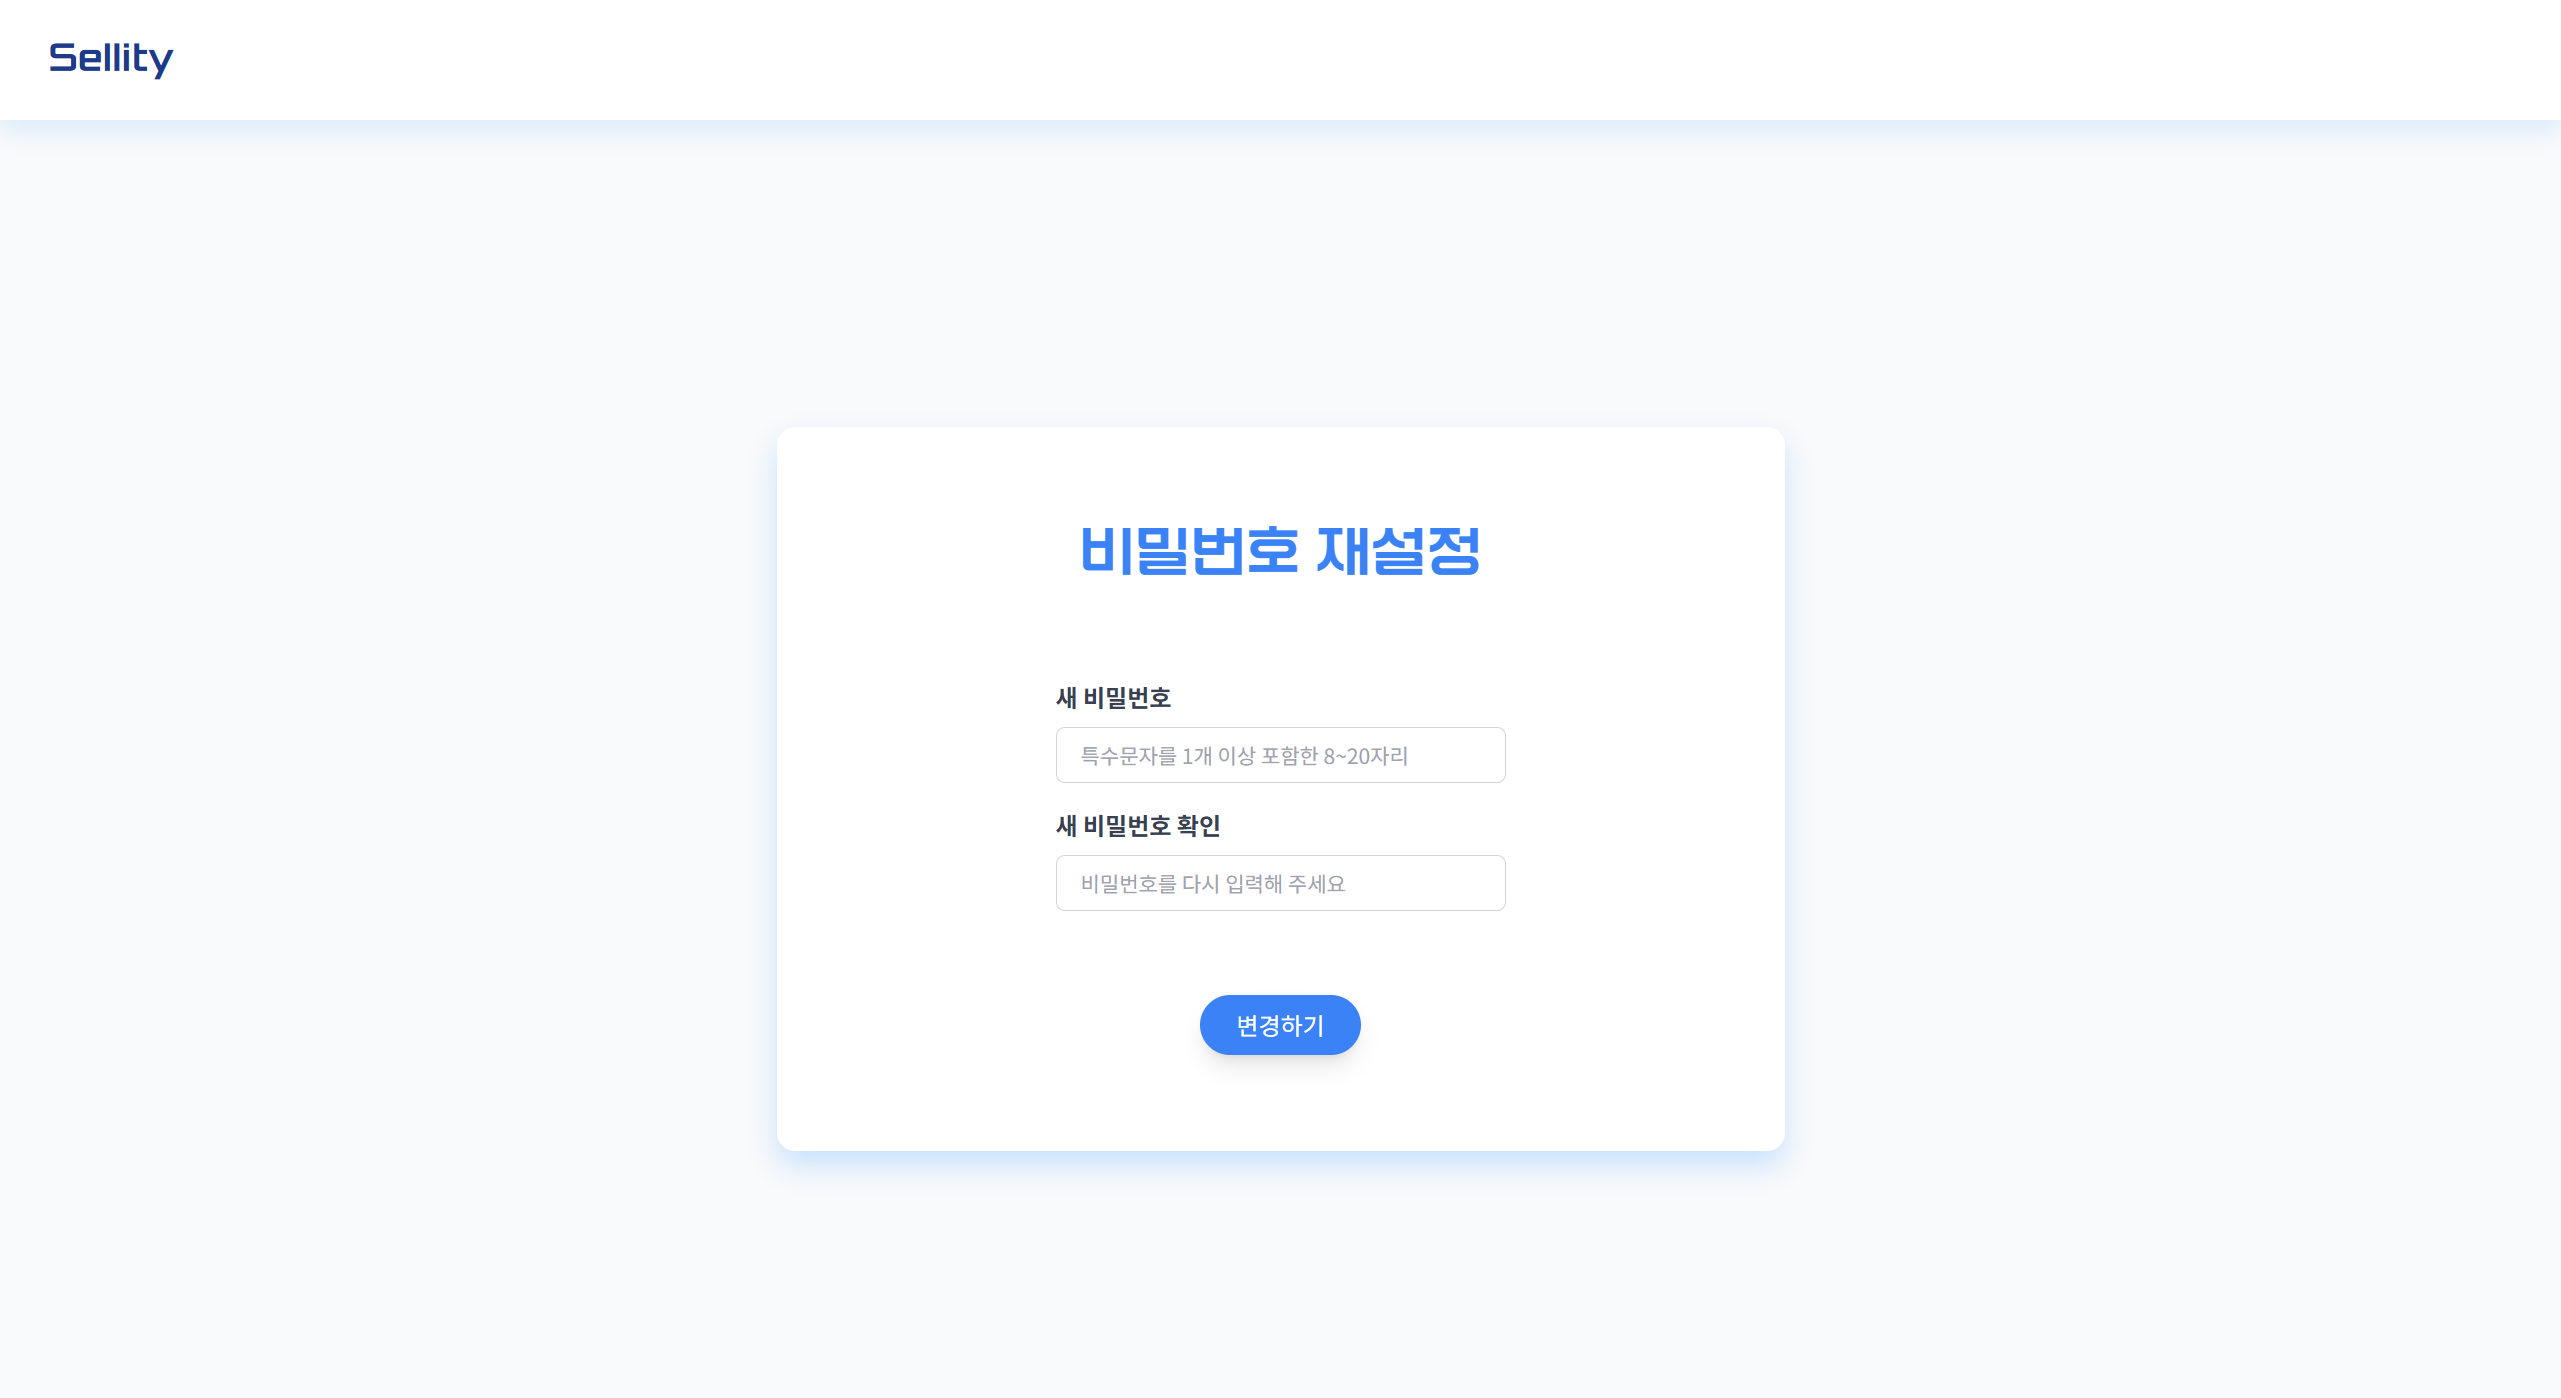 Sellity
비밀번호 재설정
새 비밀번호
특수문자를 1개 이상 포함한 8~20자리
새 비밀번호 확인
비밀번호를 다시 입력해 주세요
변경하기